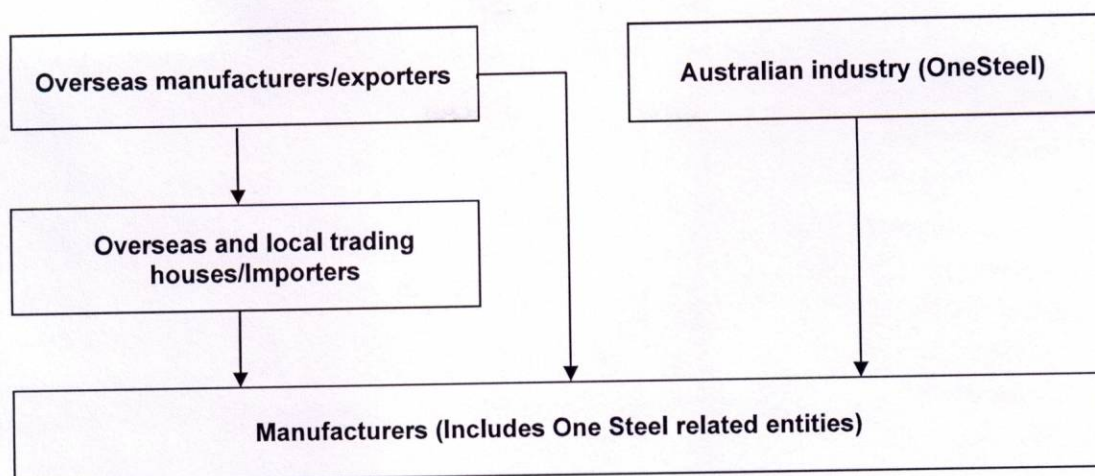 Overseas manufacturers/exporters
Australian industry (OneSteel)
Overseas and local trading
houses/Importers
Manufacturers (Includes One Steel related entities)